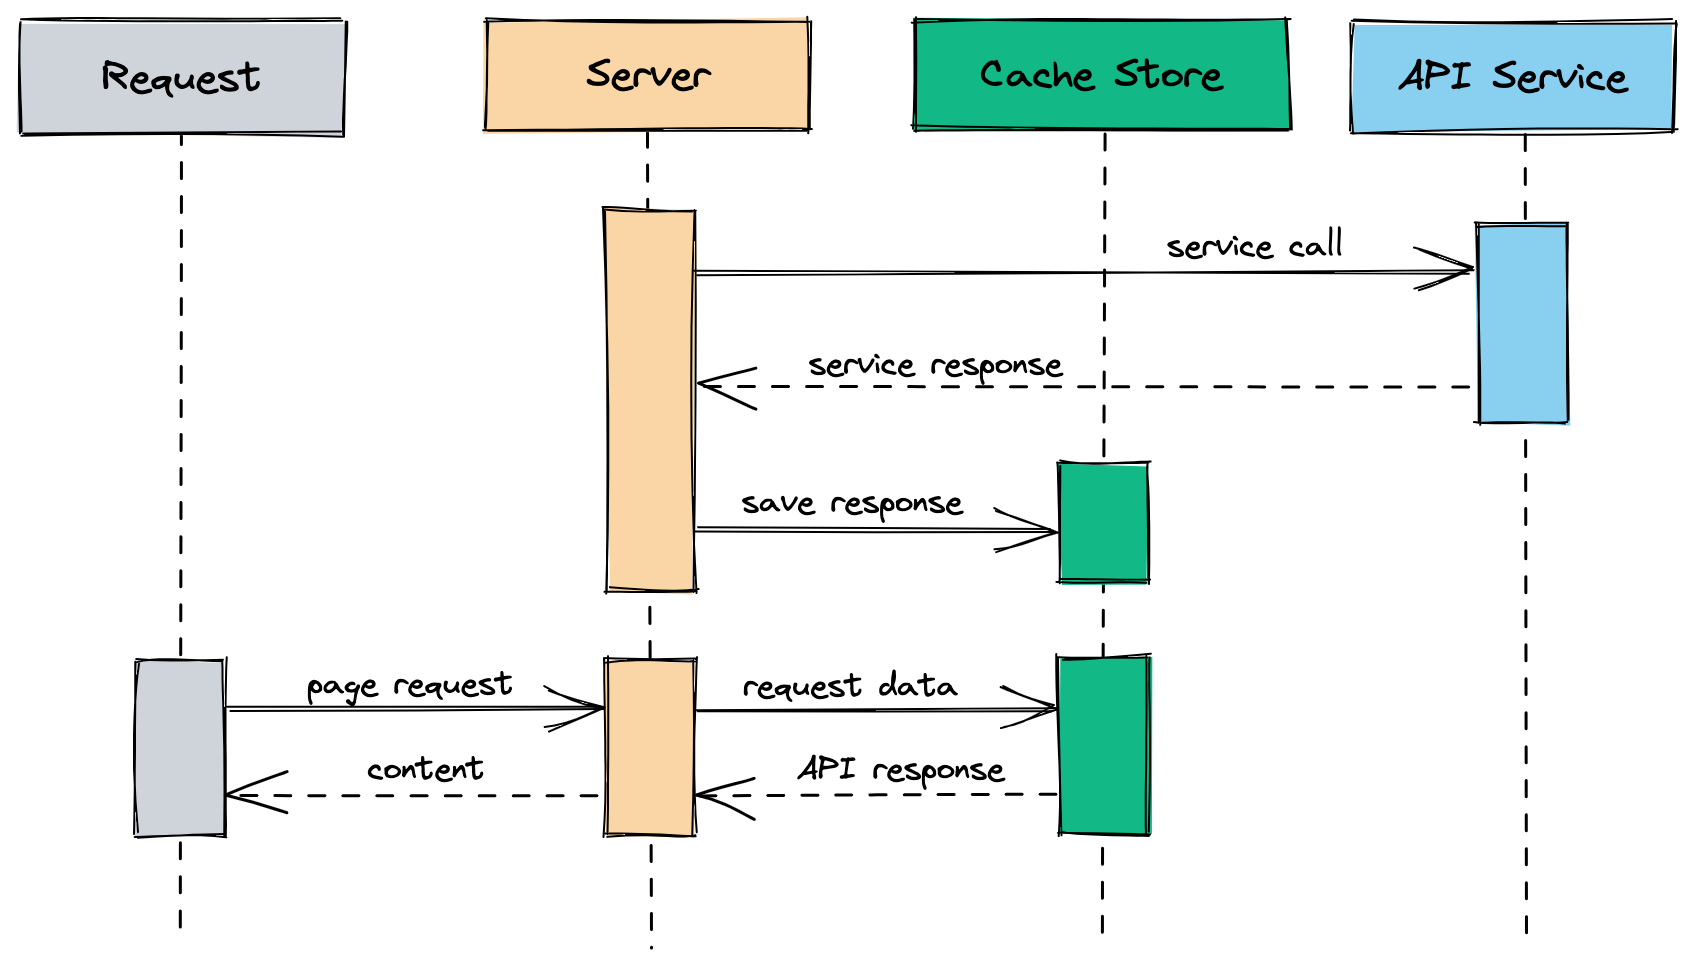 Request
Server
Cache Store
API Service
service call
service response
save response
page request
request data
content
API response